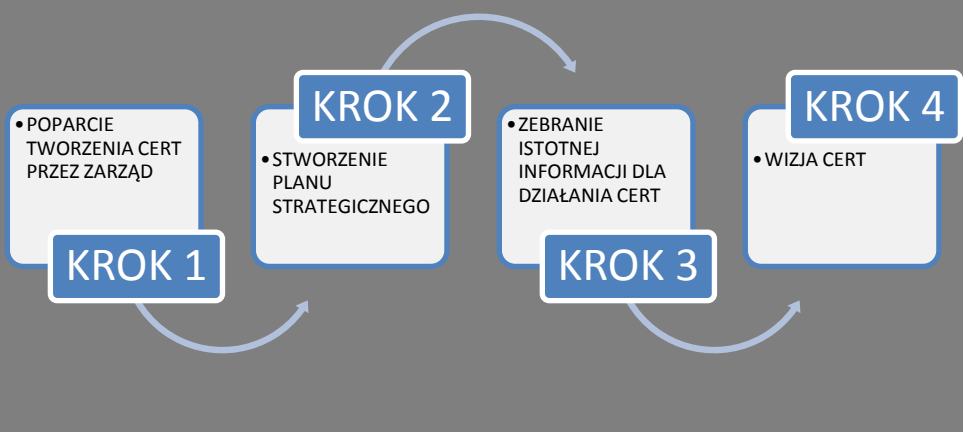 • POPARCIE
TWORZENIA CERT
PRZEZ ZARZĄD
KROK 1
KROK 2
• STWORZENIE
PLANU
STRATEGICZNEGO
• ZEBRANIE
ISTOTNEJ
INFORMACJI DLA
DZIAŁANIA CERT
KROK 3
KROK 4
• WIZJA CERT